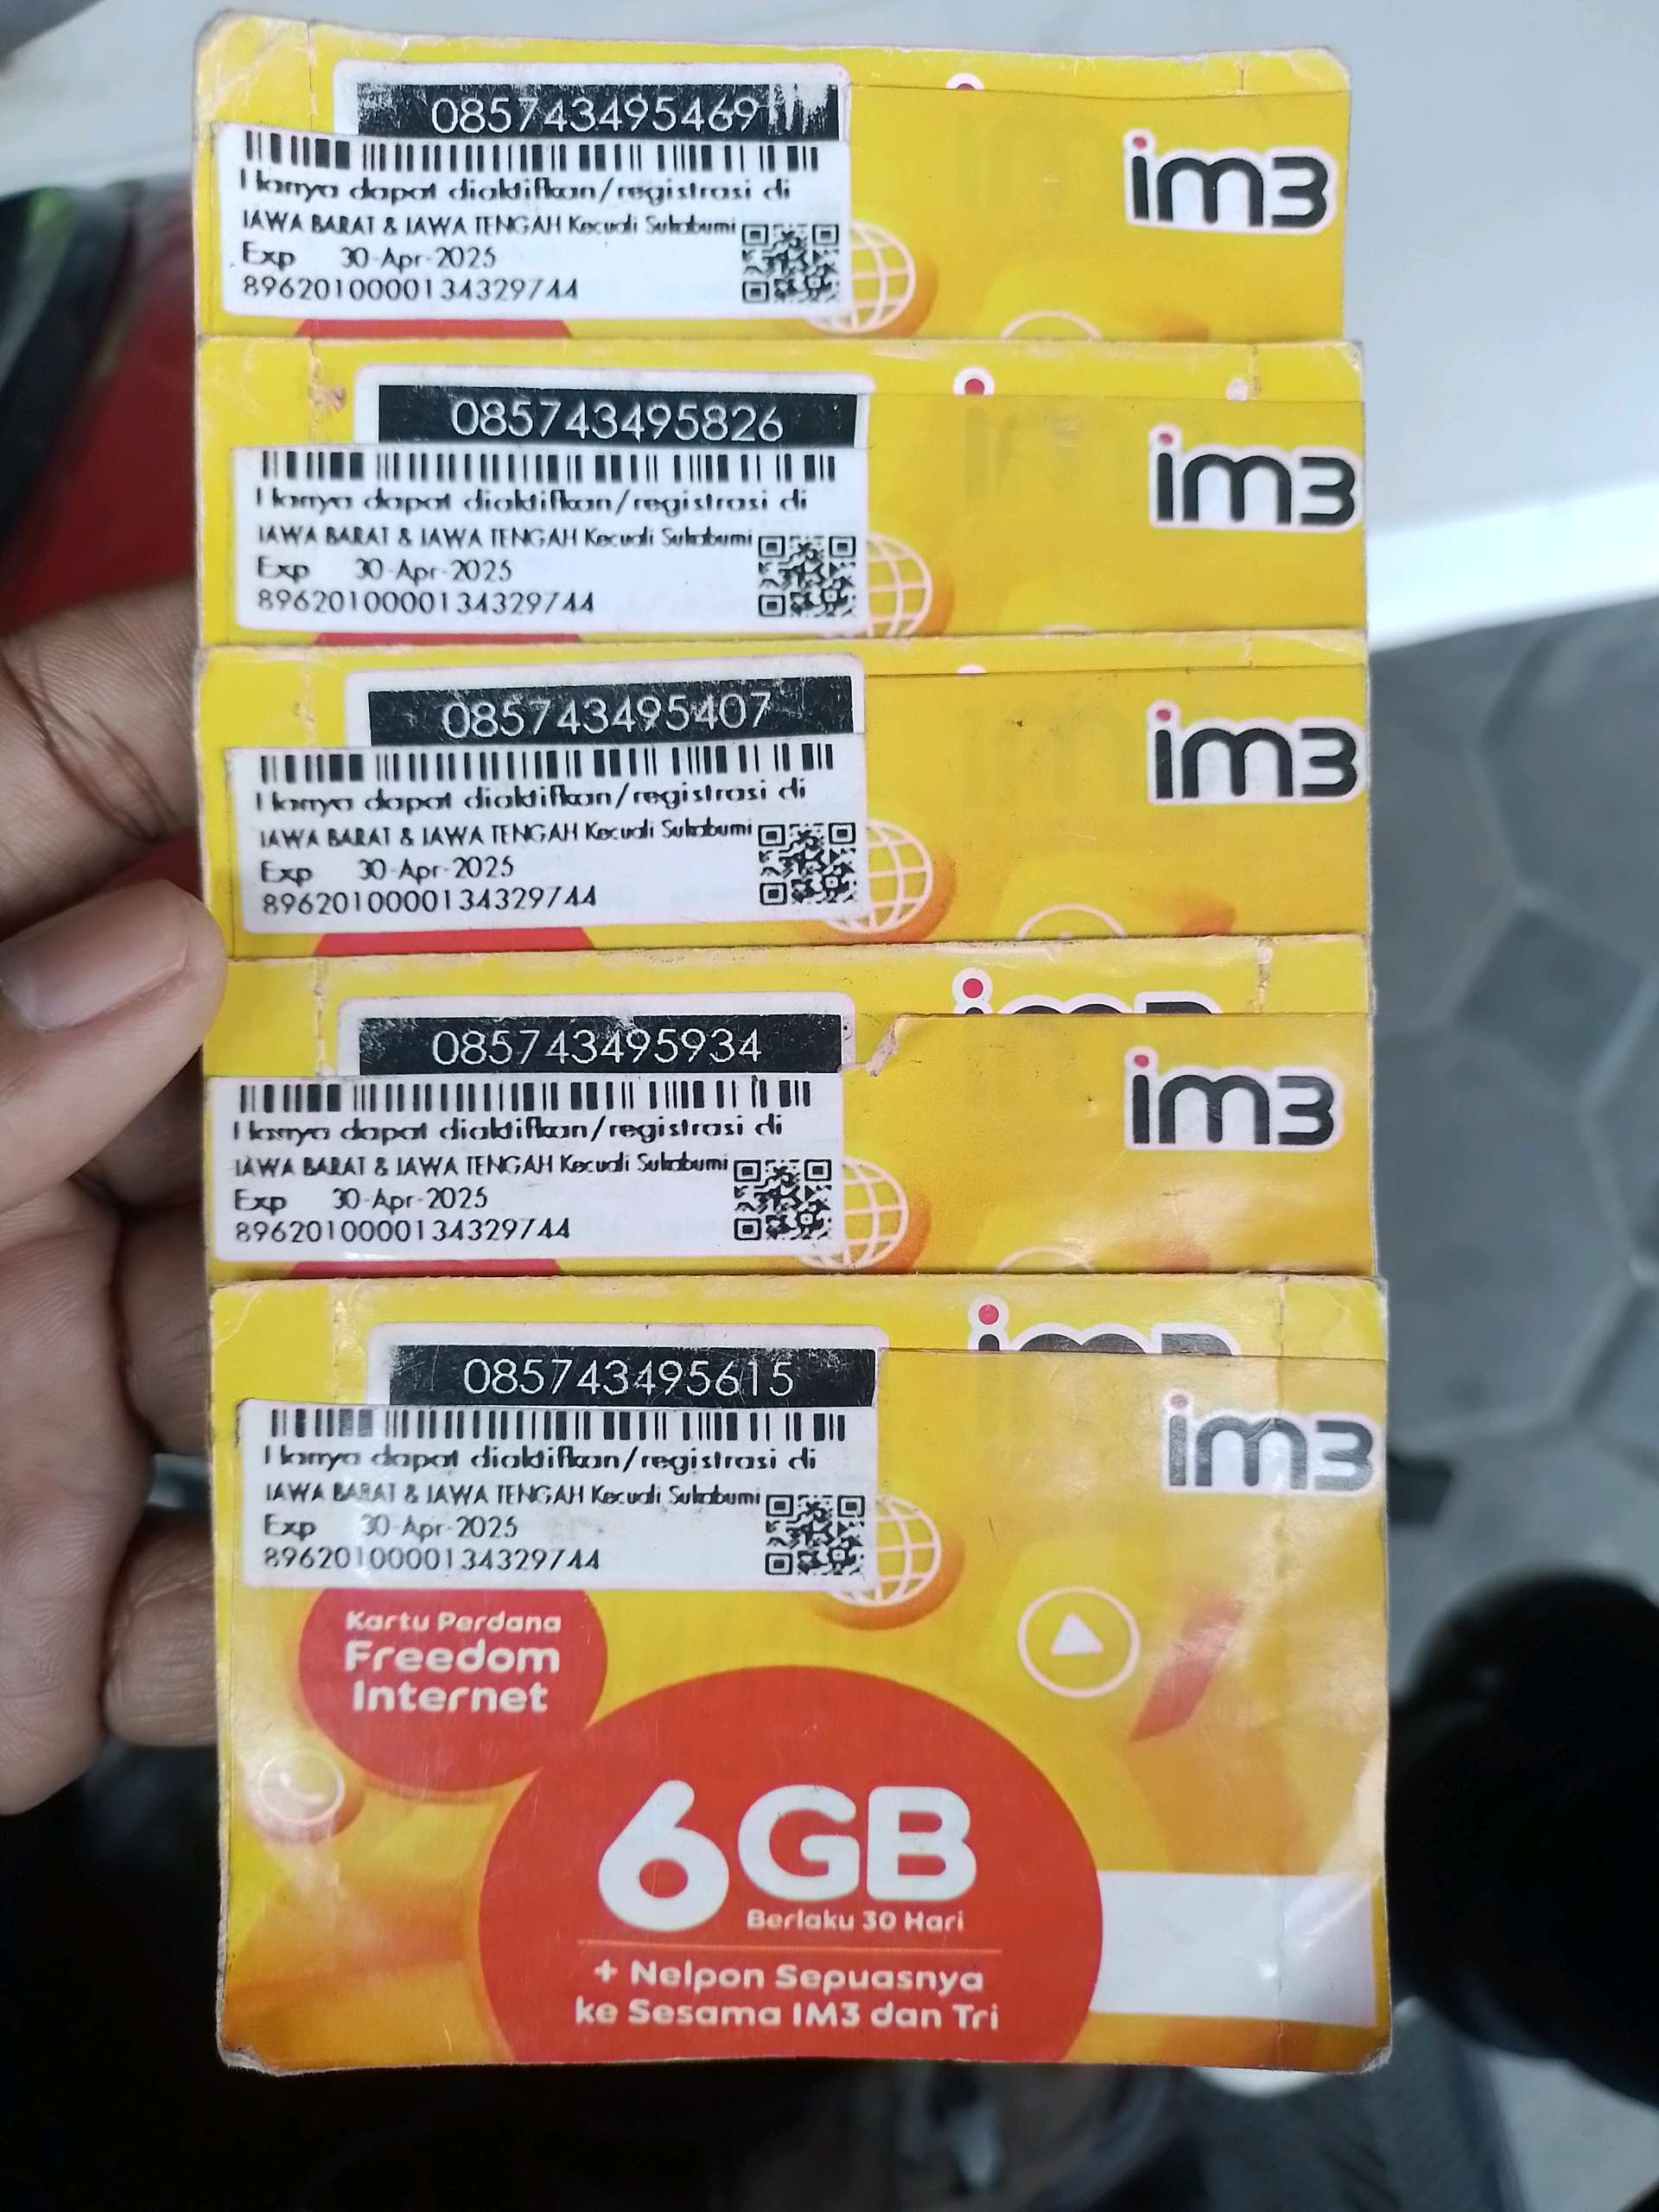 085743495469
im3
Hanya dapat diaktifkan/registrasi di
JAWA BARAT & JAWA TENGAH Kecuali Sukabumi
Exp 30-Apr-2025
8962010000134329744
085743495826
im3
Hanya dapat diaktifkan/registrasi di
JAWA BARAT & JAWA TENGAH Kecuali Sukabumi
Exp 30-Apr-2025
8962010000134329744
085743495407
im3
Hanya dapat diaktifkan/registrasi di
JAWA BARAT & JAWA TENGAH Kecuali Sukabumi
Exp 30-Apr-2025
8962010000134329744
im3
085743495934
im3
Hanya dapat diaktifkan/registrasi di
JAWA BARAT & JAWA TENGAH Kecuali Sukabumi
Exp 30-Apr-2025
8962010000134329744
im3
085743495615
im3
Hanya dapat diaktifkan/registrasi di
JAWA BARAT & JAWA TENGAH Kecuali Sukabumi
Exp 30-Apr-2025
8962010000134329744
Kartu Perdana
Freedom
Internet
6GB
Berlaku 30 Hari
+ Nelpon Sepuasnya
ke Sesama IM3 dan Tri